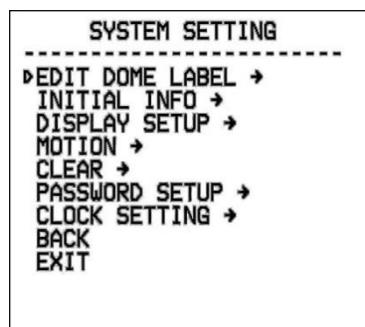 SYSTEM SETTING
EDIT DOME LABEL →
INITIAL INFO →
DISPLAY SETUP →
MOTION →
CLEAR →
PASSWORD SETUP →
CLOCK SETTING →
BACK
EXIT